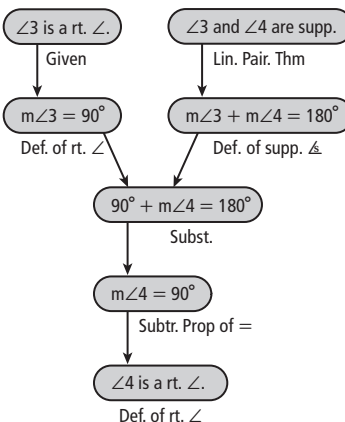 ∠3 is a rt. ∠.
Given
∠3 and ∠4 are supp.
Lin. Pair. Thm
m∠3 = 90°
Def. of rt. ∠
m∠3 + m∠4 = 180°
Def. of supp. ∠s
90° + m∠4 = 180°
Subst.
m∠4 = 90°
Subtr. Prop of =
∠4 is a rt. ∠.
Def. of rt. ∠